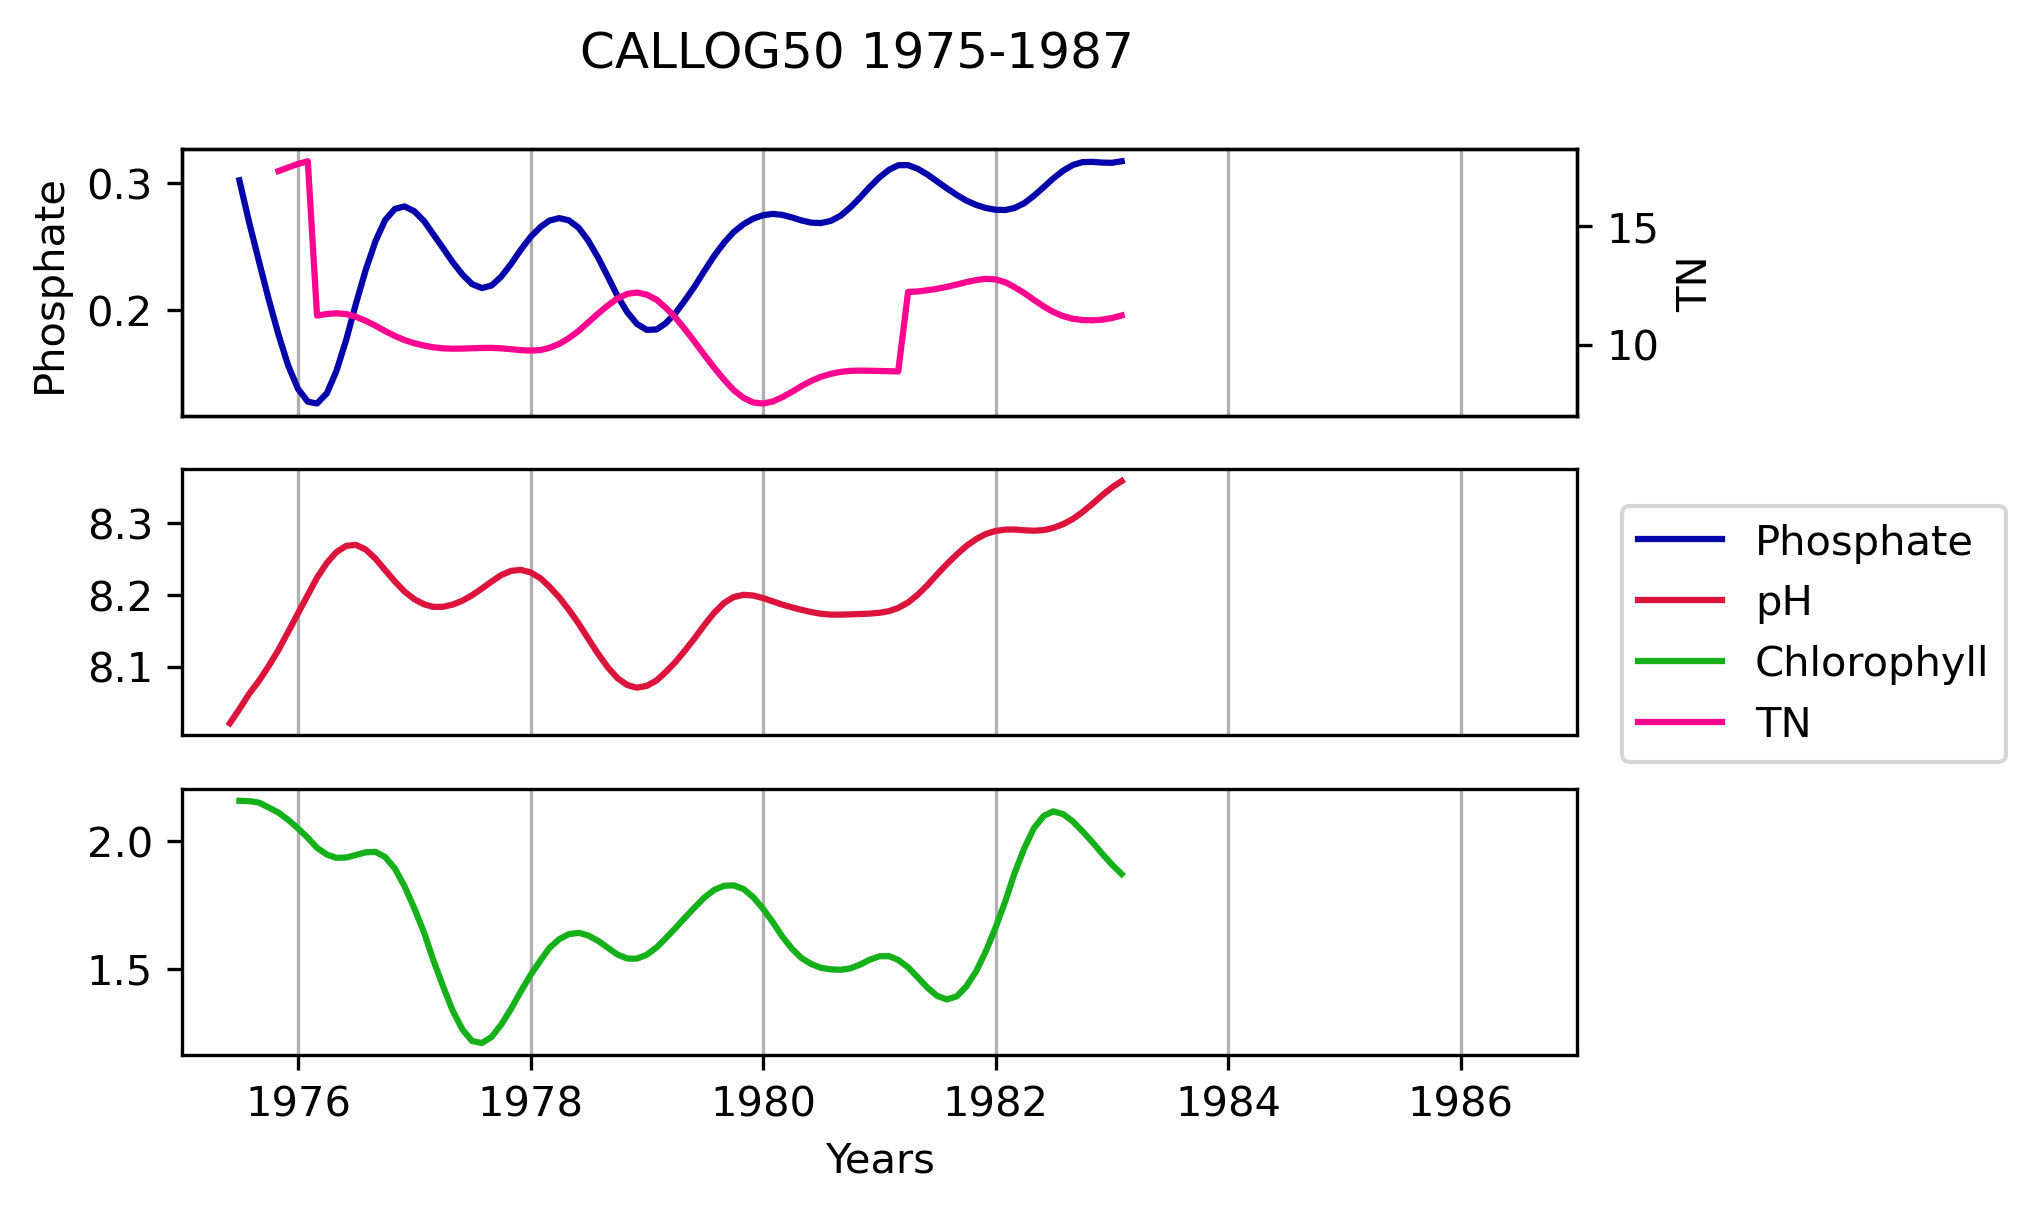 CALLOG50 1975-1987
Phosphate
0.3
0.2
15
10
TN
8.3
8.2
8.1
Phosphate
pH
Chlorophyll
TN
2.0
1.5
1976 1978 1980 1982 1984 1986
Years